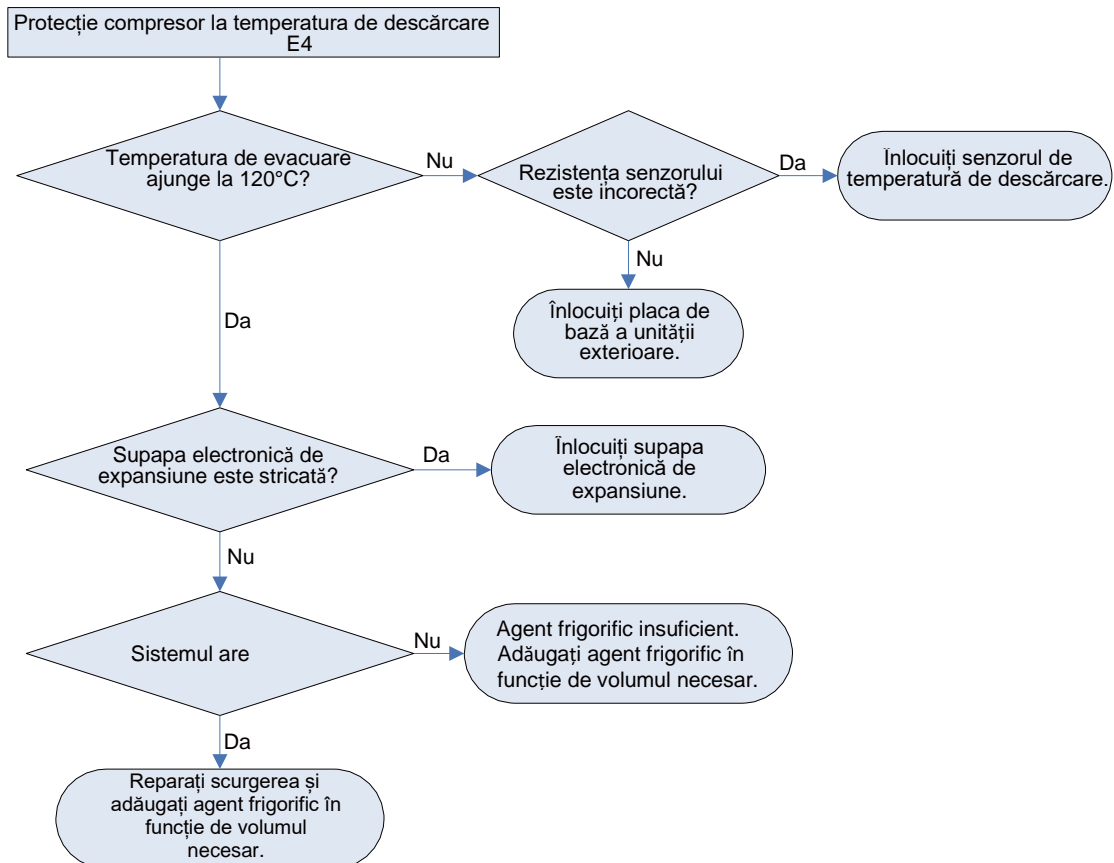 Protecție compresor la temperatura de descărcare
E4
Temperatura de evacuare
ajunge la 120°C?
Nu
Rezistența senzorului
este incorectă?
Da
Înlocuiți senzorul de
temperatură de descărcare.
Nu
Înlocuiți placa de
bază a unității
exterioare.
Da
Supapa electronică de
expansiune este stricată?
Da
Înlocuiți supapa
electronică de
expansiune.
Nu
Sistemul are
Nu
Agent frigorific insuficient.
Adăugați agent frigorific în
funcție de volumul necesar.
Da
Reparați scurgerea și
adăugați agent frigorific în
funcție de volumul
necesar.